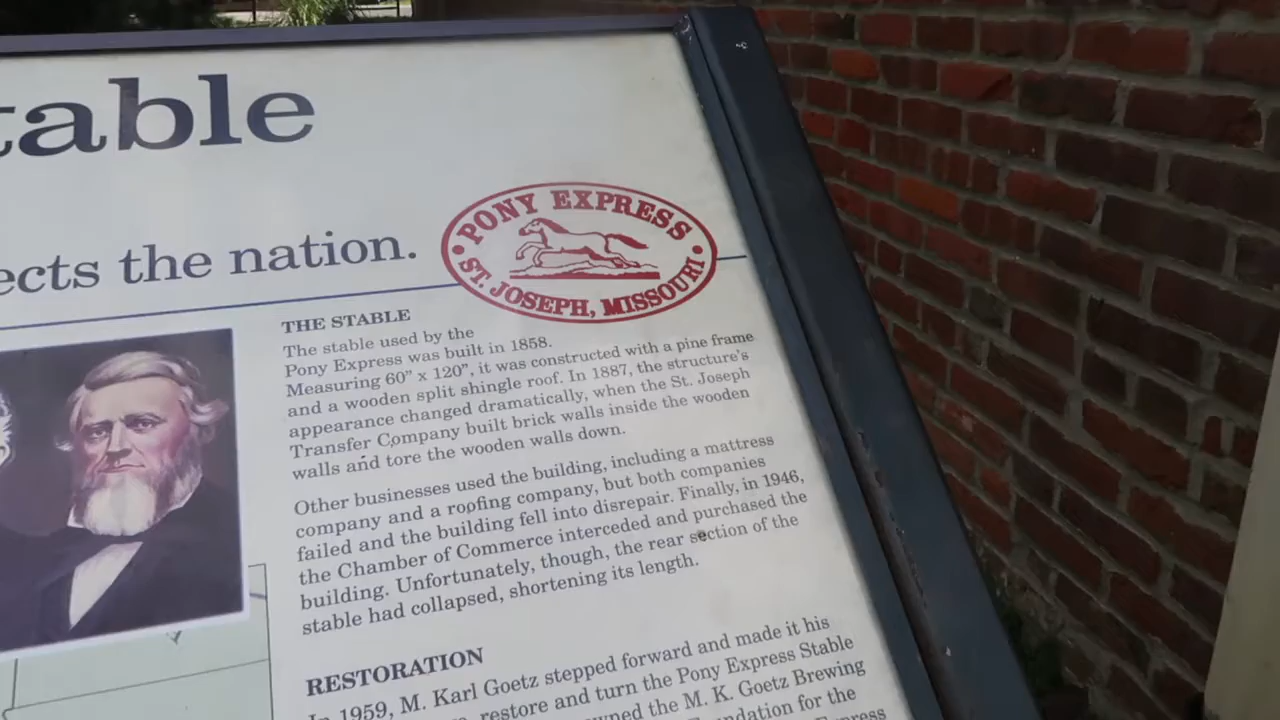 table
ects the nation.
PONY EXPRESS
ST. JOSEPH, MISSOURI
THE STABLE
The stable used by the
Pony Express was built in 1858.
Measuring 60” x 120”, it was constructed with a pine frame
and a wooden split shingle roof. In 1887, the structure’s
appearance changed dramatically, when the St. Joseph
Transfer Company built brick walls inside the wooden
walls and tore the wooden walls down.
Other businesses used the building, including a mattress
company and a roofing company, but both companies
failed and the building fell into disrepair. Finally, in 1946,
the Chamber of Commerce interceded and purchased the
building. Unfortunately, though, the rear section of the
stable had collapsed, shortening its length.
RESTORATION
In 1959, M. Karl Goetz stepped forward and made it his
restore and turn the Pony Express Stable
owned the M. K. Goetz Brewing
Foundation for the
Express